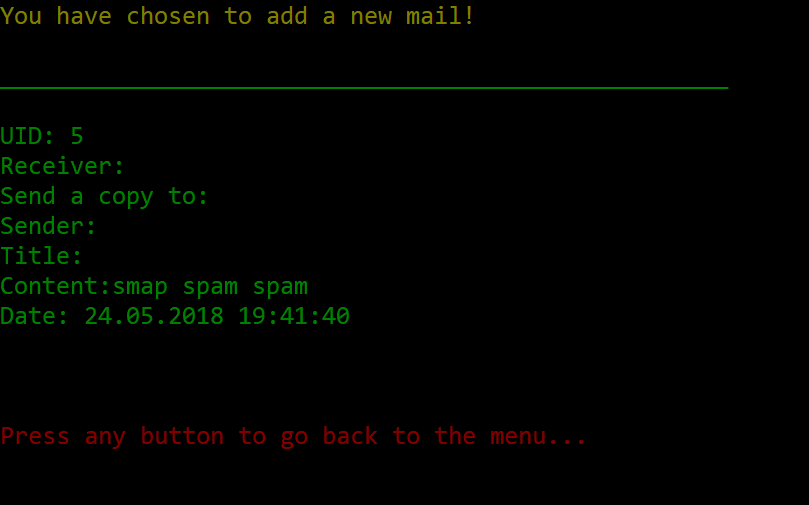 You have chosen to add a new mail!
UID: 5
Receiver:
Send a copy to:
Sender:
Title:
Content:smap spam spam
Date: 24.05.2018 19:41:40
Press any button to go back to the menu...